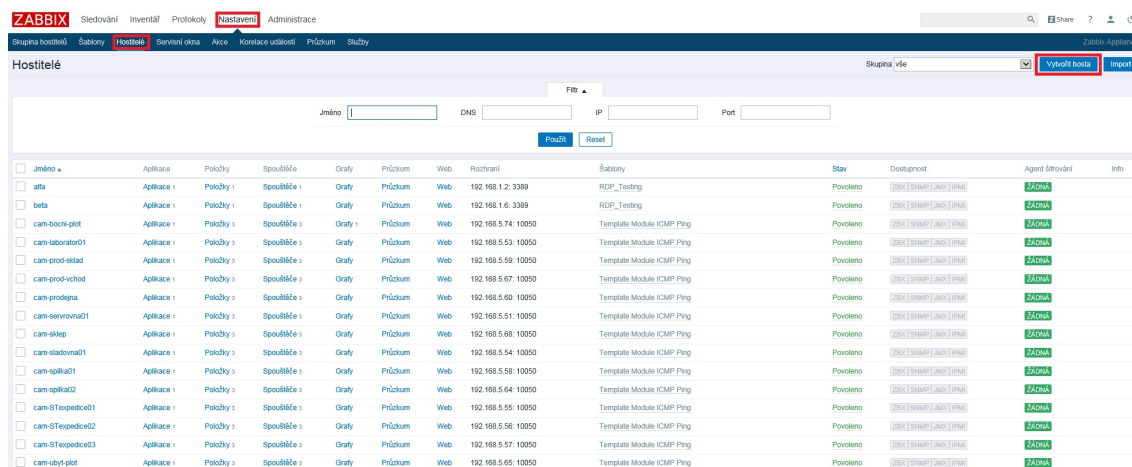 ZABBIX Sledování Inventář Protokoly Nastavení Administrace Z Share ?
Skupina hostitelů Šablony Hostitelé Servisní okna Akce Korelace událostí Průzkum Služby Zabbix Applian
Hostitelé Skupina vše Vytvořit hosta Import
Filtr ▲
Jméno DNS IP Port
Použít Reset
Jméno ▲ Aplikace Položky Spouštěče Grafy Průzkum Web Rozhraní Šablony Stav Dostupnost Agent šifrování Info
alfa Aplikace 1 Položky 1 Spouštěče 1 Grafy Průzkum Web 192.168.1.2: 3389 RDP_Testing Povoleno ZBX SNMP JMX IPMI ŽÁDNÁ
beta Aplikace 1 Položky 1 Spouštěče 1 Grafy Průzkum Web 192.168.1.6: 3389 RDP_Testing Povoleno ZBX SNMP JMX IPMI ŽÁDNÁ
cam-bocni-plot Aplikace 1 Položky 3 Spouštěče 3 Grafy 1 Průzkum Web 192.168.5.74: 10050 Template Module ICMP Ping Povoleno ZBX SNMP JMX IPMI ŽÁDNÁ
cam-laborator01 Aplikace 1 Položky 3 Spouštěče 3 Grafy Průzkum Web 192.168.5.53: 10050 Template Module ICMP Ping Povoleno ZBX SNMP JMX IPMI ŽÁDNÁ
cam-prod-sklad Aplikace 1 Položky 3 Spouštěče 3 Grafy Průzkum Web 192.168.5.59: 10050 Template Module ICMP Ping Povoleno ZBX SNMP JMX IPMI ŽÁDNÁ
cam-prod-vchod Aplikace 1 Položky 3 Spouštěče 3 Grafy Průzkum Web 192.168.5.67: 10050 Template Module ICMP Ping Povoleno ZBX SNMP JMX IPMI ŽÁDNÁ
cam-prodejna Aplikace 1 Položky 3 Spouštěče 3 Grafy Průzkum Web 192.168.5.60: 10050 Template Module ICMP Ping Povoleno ZBX SNMP JMX IPMI ŽÁDNÁ
cam-servrovna01 Aplikace 1 Položky 3 Spouštěče 3 Grafy Průzkum Web 192.168.5.51: 10050 Template Module ICMP Ping Povoleno ZBX SNMP JMX IPMI ŽÁDNÁ
cam-sklep Aplikace 1 Položky 3 Spouštěče 3 Grafy Průzkum Web 192.168.5.68: 10050 Template Module ICMP Ping Povoleno ZBX SNMP JMX IPMI ŽÁDNÁ
cam-sladovna01 Aplikace 1 Položky 3 Spouštěče 3 Grafy Průzkum Web 192.168.5.54: 10050 Template Module ICMP Ping Povoleno ZBX SNMP JMX IPMI ŽÁDNÁ
cam-spilka01 Aplikace 1 Položky 3 Spouštěče 3 Grafy Průzkum Web 192.168.5.58: 10050 Template Module ICMP Ping Povoleno ZBX SNMP JMX IPMI ŽÁDNÁ
cam-spilka02 Aplikace 1 Položky 3 Spouštěče 3 Grafy Průzkum Web 192.168.5.64: 10050 Template Module ICMP Ping Povoleno ZBX SNMP JMX IPMI ŽÁDNÁ
cam-STexpedice01 Aplikace 1 Položky 3 Spouštěče 3 Grafy Průzkum Web 192.168.5.55: 10050 Template Module ICMP Ping Povoleno ZBX SNMP JMX IPMI ŽÁDNÁ
cam-STexpedice02 Aplikace 1 Položky 3 Spouštěče 3 Grafy Průzkum Web 192.168.5.56: 10050 Template Module ICMP Ping Povoleno ZBX SNMP JMX IPMI ŽÁDNÁ
cam-STexpedice03 Aplikace 1 Položky 3 Spouštěče 3 Grafy Průzkum Web 192.168.5.57: 10050 Template Module ICMP Ping Povoleno ZBX SNMP JMX IPMI ŽÁDNÁ
cam-ubyt-plot Aplikace 1 Položky 3 Spouštěče 3 Grafy Průzkum Web 192.168.5.65: 10050 Template Module ICMP Ping Povoleno ZBX SNMP JMX IPMI ŽÁDNÁ